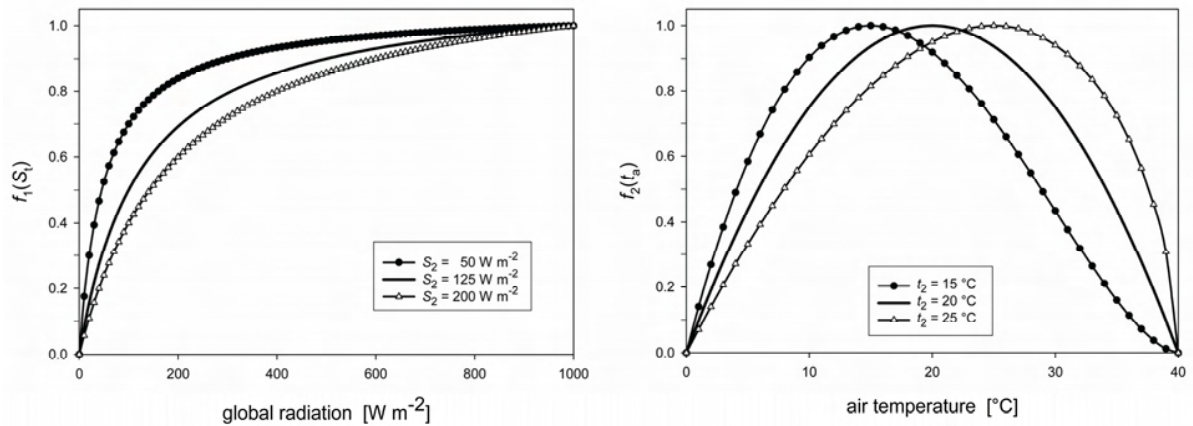 1.0
0.8
0.6
0.4
0.2
0.0
f1(St)
0 200 400 600 800 1000
global radiation [W m-2]
S2 = 50 W m-2
S2 = 125 W m-2
S2 = 200 W m-2
1.0
0.8
0.6
0.4
0.2
0.0
f2(ta)
0 10 20 30 40
air temperature [°C]
t2 = 15 °C
t2 = 20 °C
t2 = 25 °C